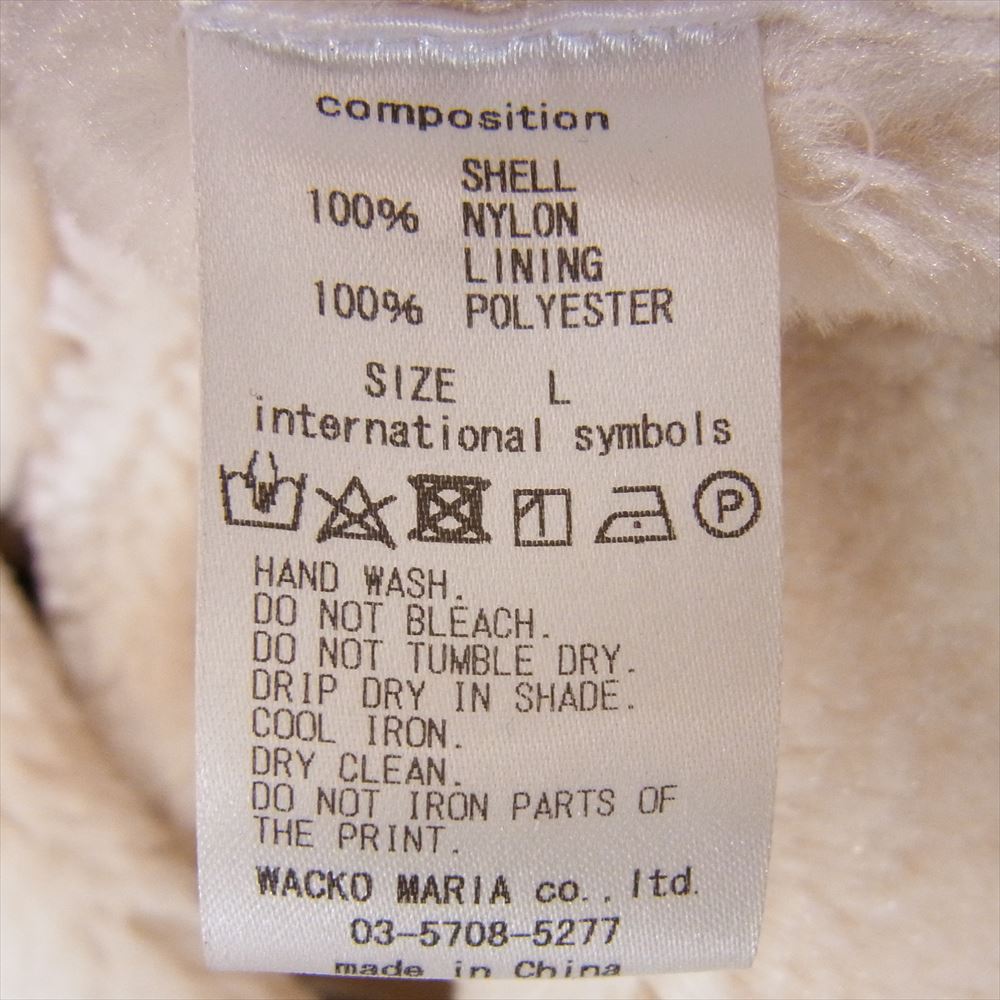 composition
SHELL
100% NYLON
LINING
100% POLYESTER
SIZE L
international symbols
P
HAND WASH.
DO NOT BLEACH.
DO NOT TUMBLE DRY.
DRIP DRY IN SHADE.
COOL IRON.
DRY CLEAN.
DO NOT IRON PARTS OF
THE PRINT.
WACKO MARIA co., ltd.
03-5708-5277
made in China